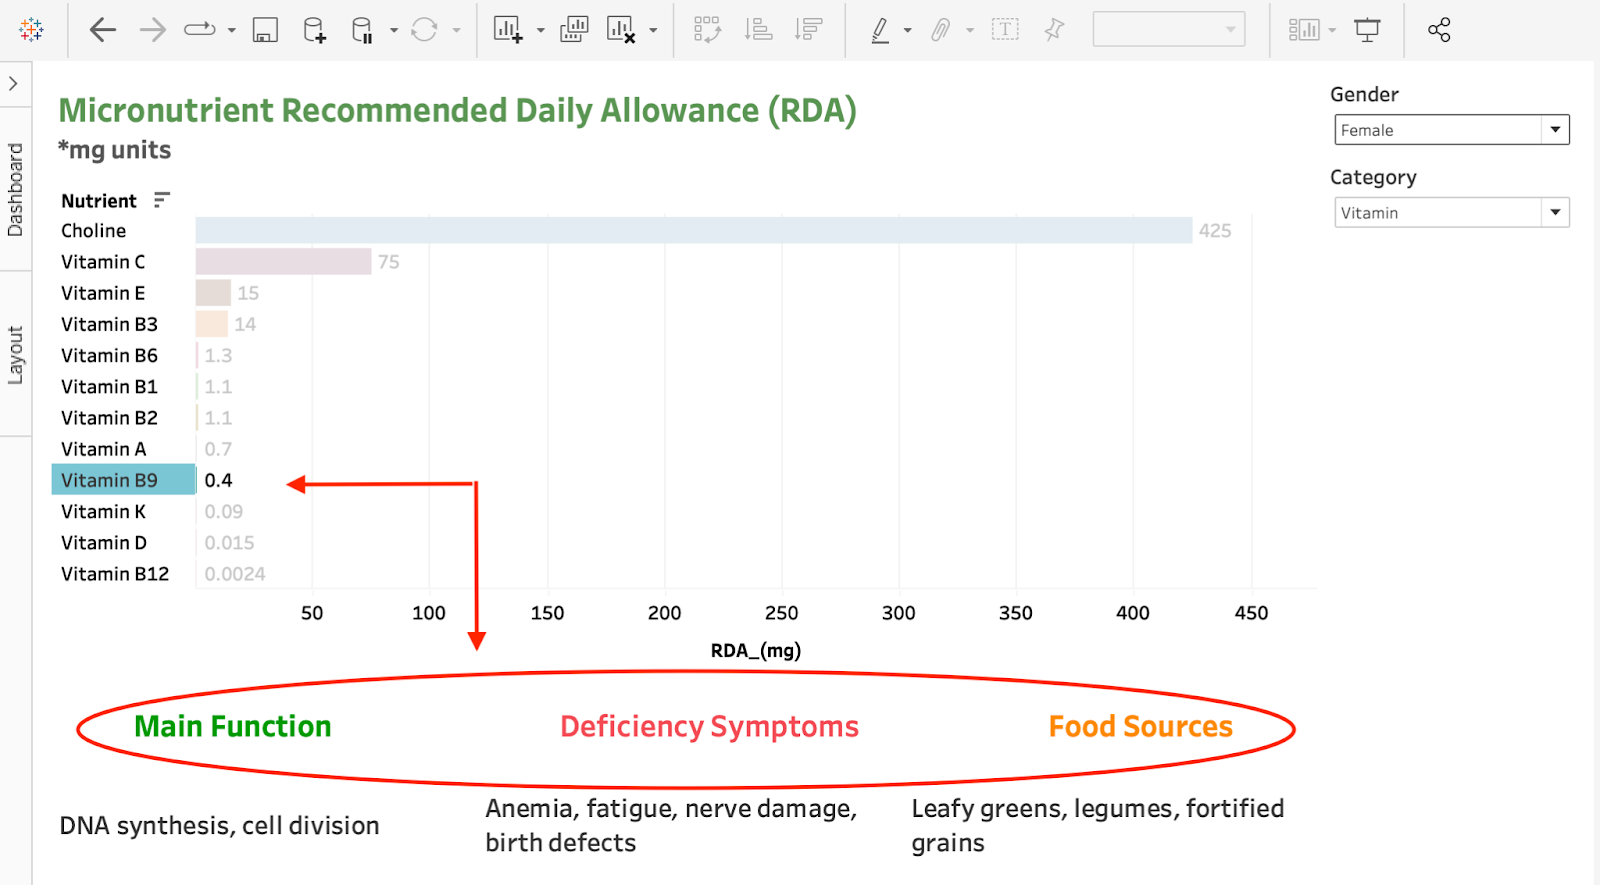 Micronutrient Recommended Daily Allowance (RDA)
*mg units
Gender
Female
Category
Vitamin
Dashboard
Layout
Nutrient
Choline 425
Vitamin C 75
Vitamin E 15
Vitamin B3 14
Vitamin B6 1.3
Vitamin B1 1.1
Vitamin B2 1.1
Vitamin A 0.7
Vitamin B9 0.4
Vitamin K 0.09
Vitamin D 0.015
Vitamin B12 0.0024
50 100 150 200 250 300 350 400 450
RDA_(mg)
Main Function Deficiency Symptoms Food Sources
DNA synthesis, cell division
Anemia, fatigue, nerve damage,
birth defects
Leafy greens, legumes, fortified
grains